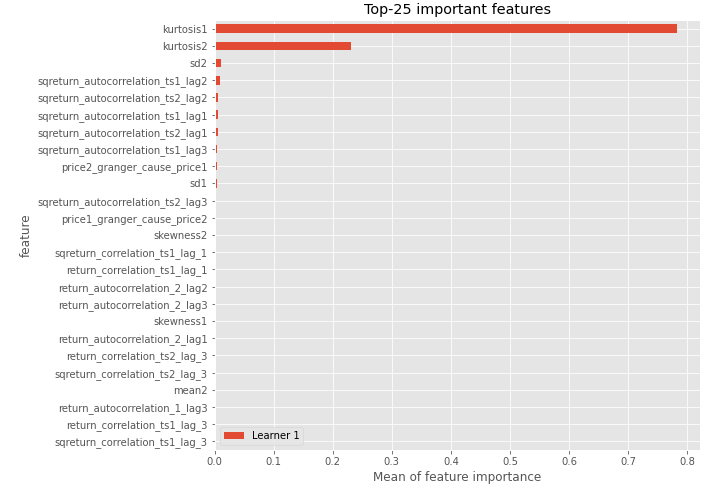 Top-25 important features
kurtosis1
kurtosis2
sd2
sqreturn_autocorrelation_ts1_lag2
sqreturn_autocorrelation_ts2_lag2
sqreturn_autocorrelation_ts1_lag1
sqreturn_autocorrelation_ts2_lag1
sqreturn_autocorrelation_ts1_lag3
price2_granger_cause_price1
sd1
sqreturn_autocorrelation_ts2_lag3
price1_granger_cause_price2
skewness2
sqreturn_correlation_ts1_lag_1
return_correlation_ts1_lag_1
return_autocorrelation_2_lag2
return_autocorrelation_2_lag3
skewness1
return_autocorrelation_2_lag1
return_correlation_ts2_lag_3
sqreturn_correlation_ts2_lag_3
mean2
return_autocorrelation_1_lag3
return_correlation_ts1_lag_3
sqreturn_correlation_ts1_lag_3
feature
Learner 1
0.0 0.1 0.2 0.3 0.4 0.5 0.6 0.7 0.8
Mean of feature importance